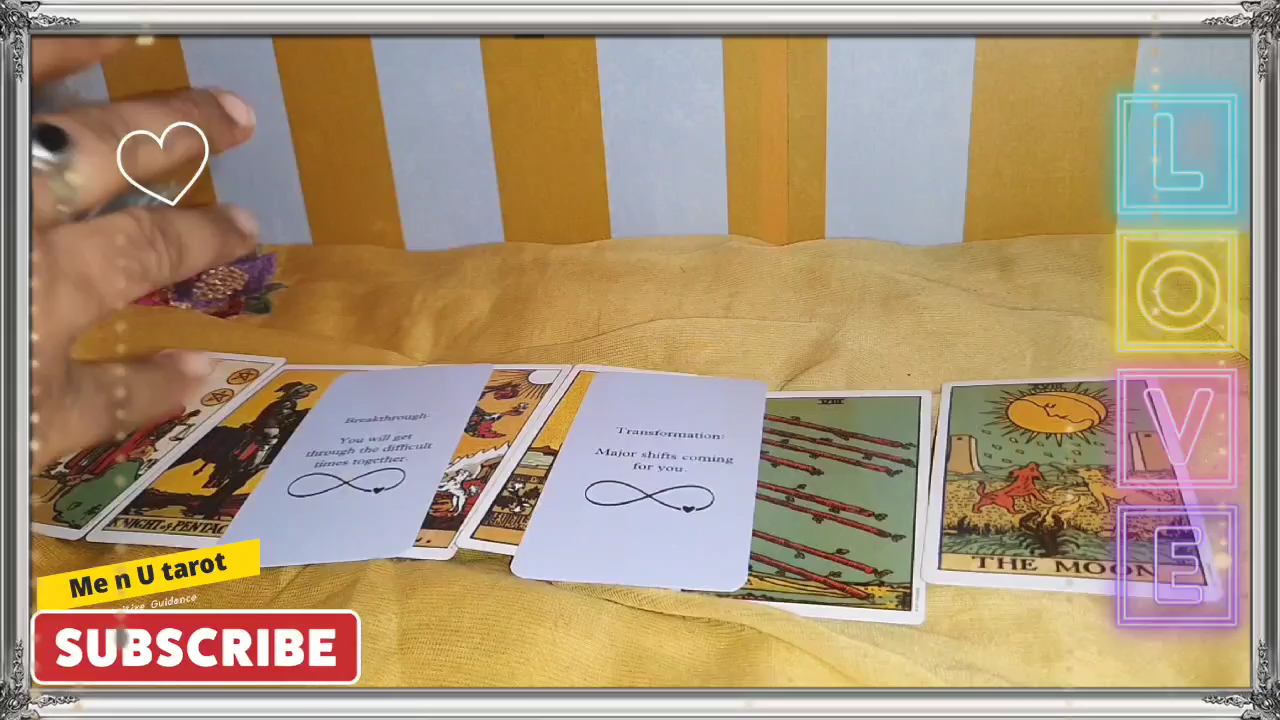 L
O
V
E
Breakthrough:
You will get
through the difficult
times together.
Transformation:
Major shifts coming
for you.
VIII
KNIGHT of PENTAC
THE MOON
Me n U tarot
Guidance
SUBSCRIBE